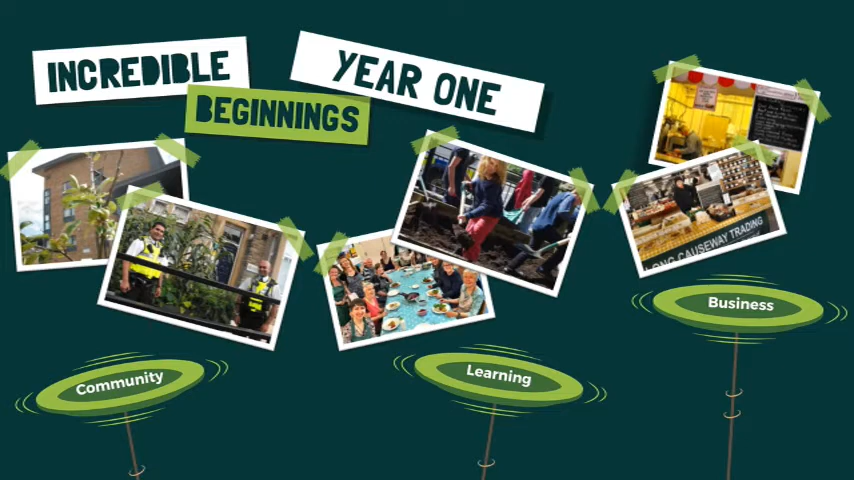 INCREDIBLE
BEGINNINGS
YEAR ONE
LONG CAUSEWAY TRADING
Business
Community
Learning